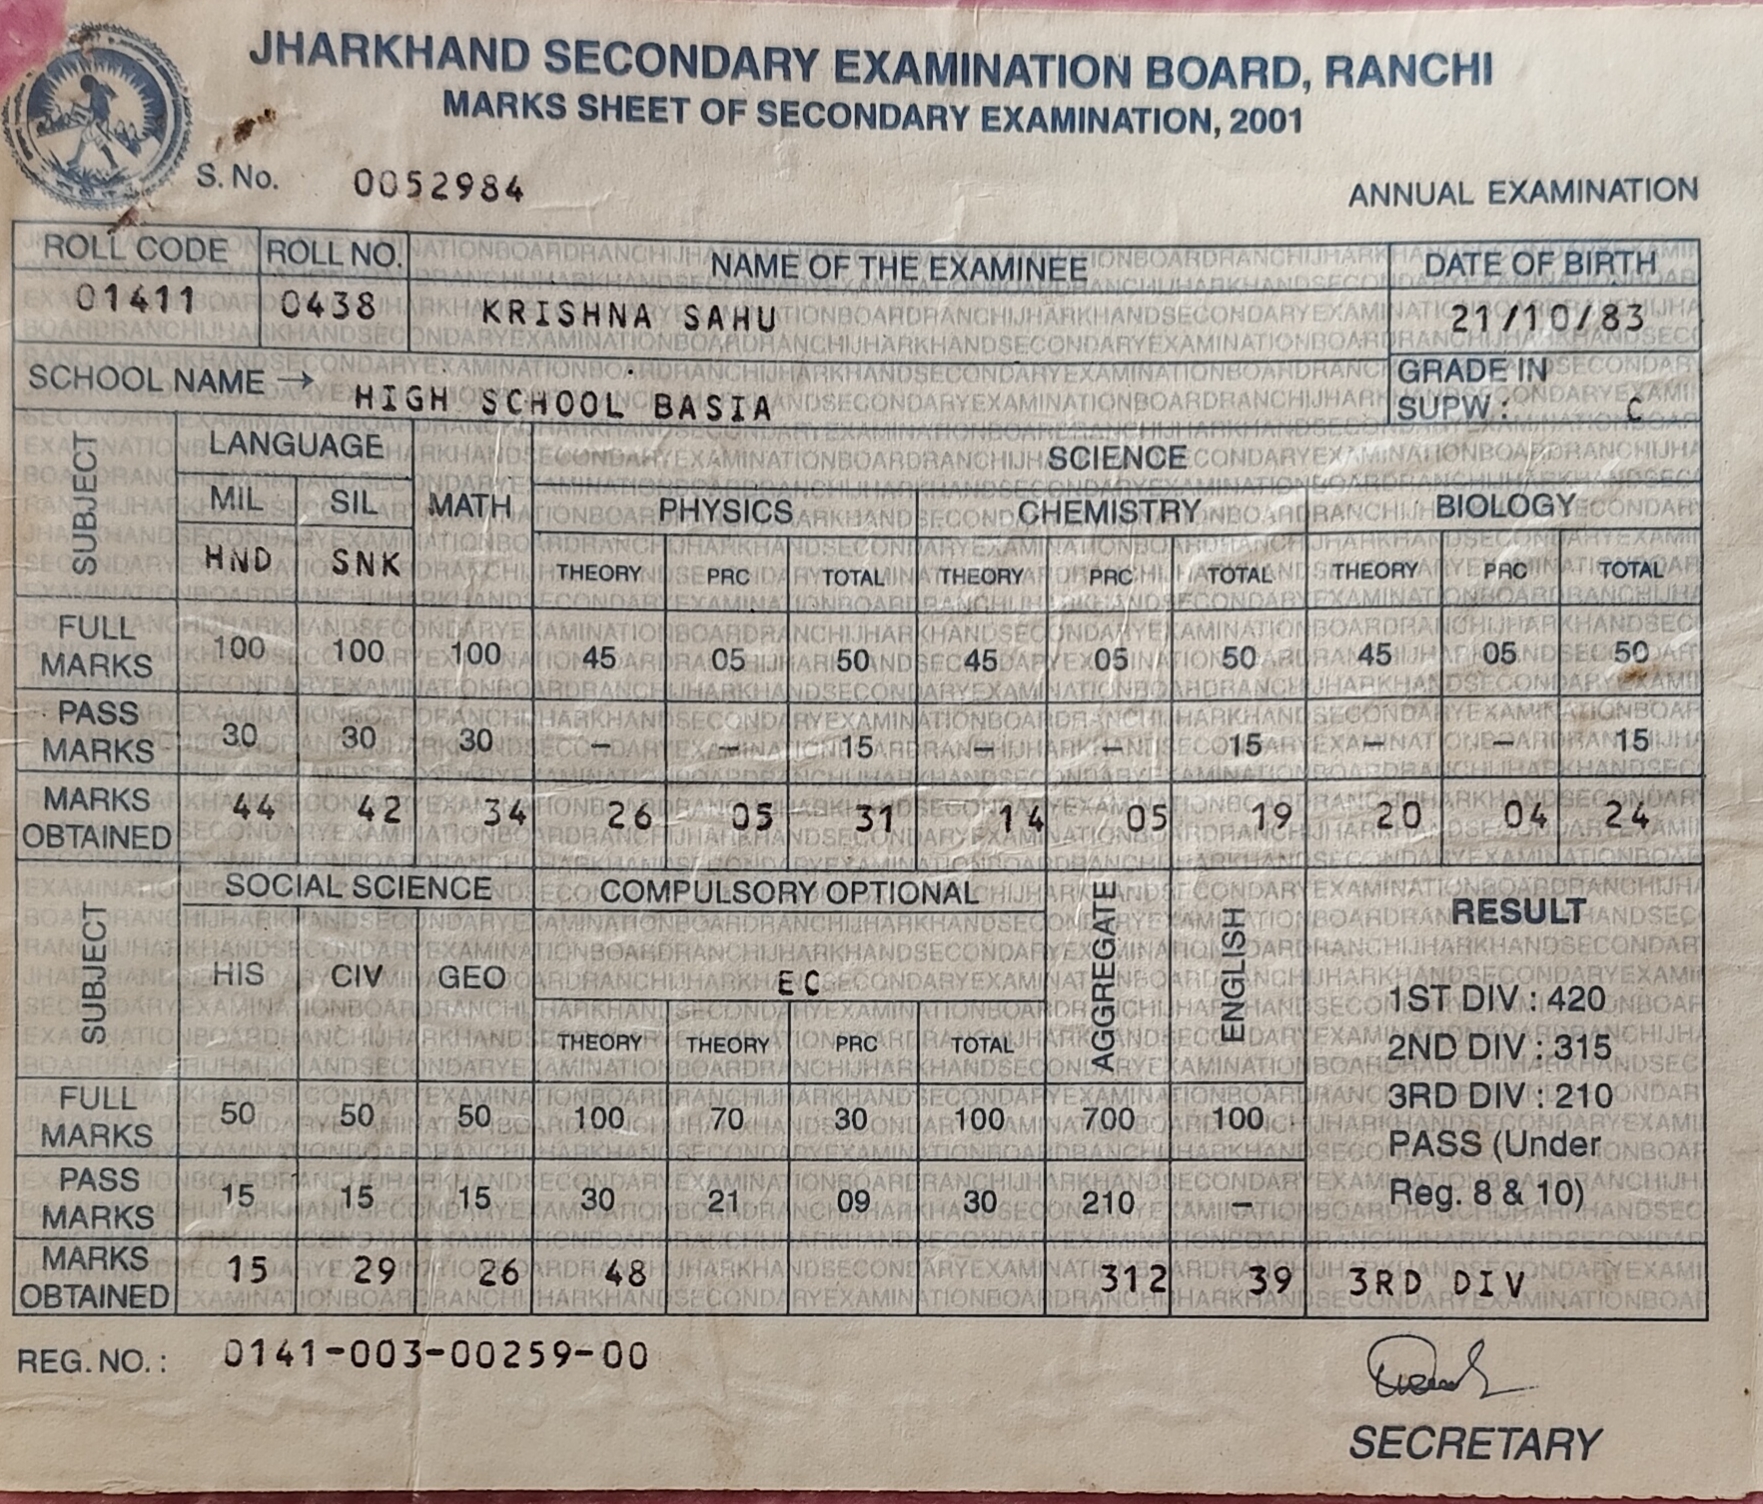 JHARKHAND SECONDARY EXAMINATION BOARD, RANCHI
MARKS SHEET OF SECONDARY EXAMINATION, 2001
S. No. 0052984
ANNUAL EXAMINATION
ROLL CODE ROLL NO. NAME OF THE EXAMINEE DATE OF BIRTH
01411 0438 KRISHNA SAHU 21/10/83
SCHOOL NAME → HIGH SCHOOL BASIA GRADE IN
SUPW : C
SUBJECT LANGUAGE MATH SCIENCE
MIL SIL PHYSICS CHEMISTRY BIOLOGY
HND SNK THEORY PRC TOTAL THEORY PRC TOTAL THEORY PRC TOTAL
FULL MARKS 100 100 100 45 05 50 45 05 50 45 05 50
PASS MARKS 30 30 30 – – 15 – – 15 – – 15
MARKS OBTAINED 44 42 34 26 05 31 14 05 19 20 04 24
SUBJECT SOCIAL SCIENCE COMPULSORY OPTIONAL AGGREGATE ENGLISH RESULT
HIS CIV GEO EC
THEORY THEORY PRC TOTAL
1ST DIV : 420
2ND DIV : 315
3RD DIV : 210
PASS (Under
Reg. 8 & 10)
FULL MARKS 50 50 50 100 70 30 100 700 100
PASS MARKS 15 15 15 30 21 09 30 210 –
MARKS OBTAINED 15 29 26 48 312 39 3RD DIV
REG. NO. : 0141-003-00259-00
SECRETARY